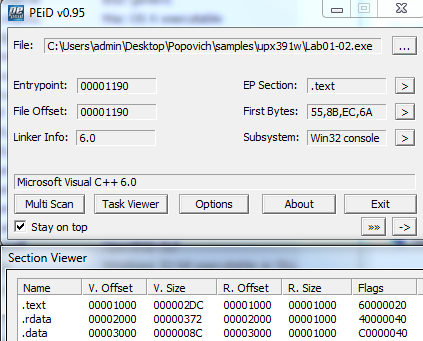 PEiD v0.95
File: C:\Users\admin\Desktop\Popovich\samples\upx391w\Lab01-02.exe ...
Entrypoint: 00001190 EP Section: .text >
File Offset: 00001190 First Bytes: 55,8B,EC,6A >
Linker Info: 6.0 Subsystem: Win32 console >
Microsoft Visual C++ 6.0
Multi Scan Task Viewer Options About Exit
Stay on top »» ->
Section Viewer
Name V. Offset V. Size R. Offset R. Size Flags
.text 00001000 000002DC 00001000 00001000 60000020
.rdata 00002000 00000372 00002000 00001000 40000040
.data 00003000 0000008C 00003000 00001000 C0000040